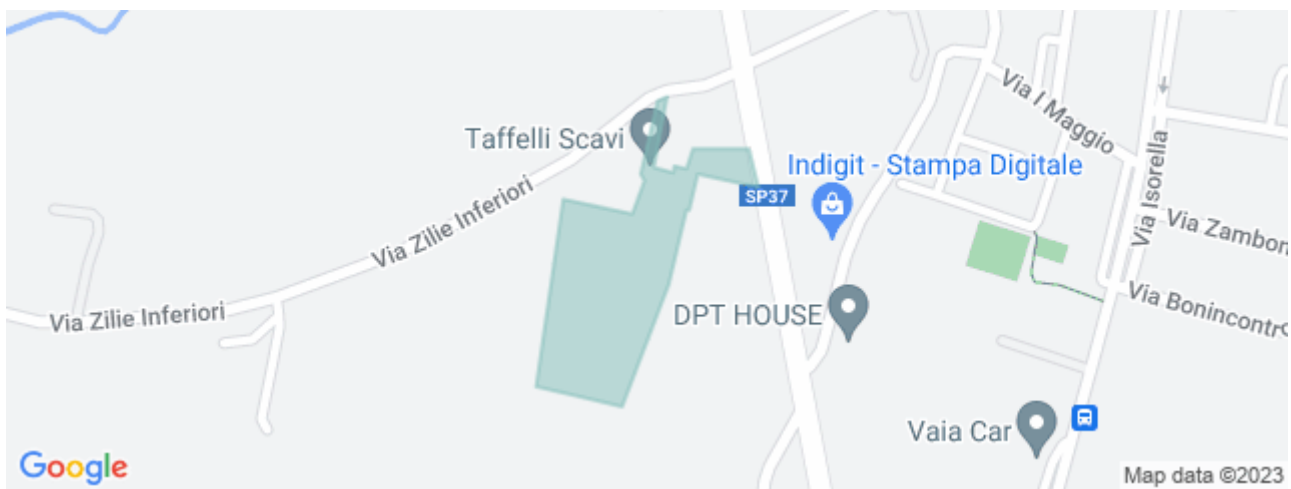 Via I Maggio
Taffelli Scavi
Indigit - Stampa Digitale
SP37
Via Isorella
Via Zambon
Via Zilie Inferiori
Via Zilie Inferiori
DPT HOUSE
Via Bonincontro
Vaia Car
Google
Map data ©2023